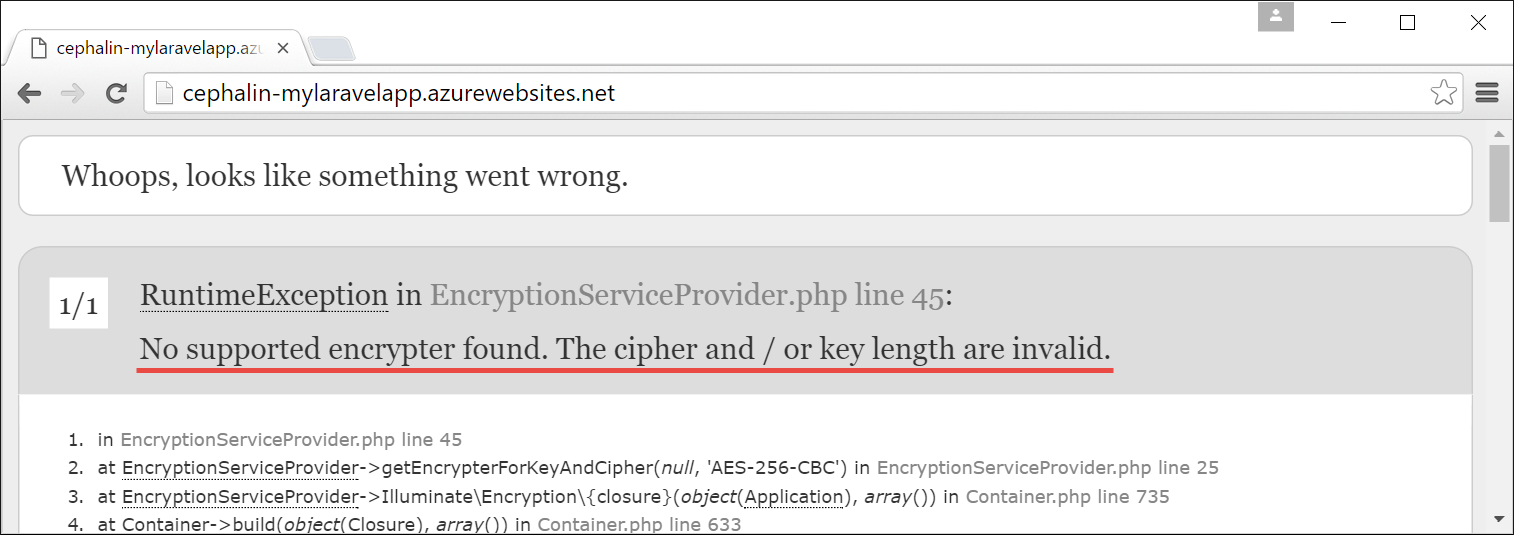 cephalin-mylaravelapp.azu
cephalin-mylaravelapp.azurewebsites.net
Whoops, looks like something went wrong.
1/1
RuntimeException in EncryptionServiceProvider.php line 45:
No supported encrypter found. The cipher and / or key length are invalid.
1. in EncryptionServiceProvider.php line 45
2. at EncryptionServiceProvider->getEncrypterForKeyAndCipher(null, 'AES-256-CBC') in EncryptionServiceProvider.php line 25
3. at EncryptionServiceProvider->Illuminate\Encryption\{closure}(object(Application), array()) in Container.php line 735
4. at Container->build(object(Closure), array()) in Container.php line 633